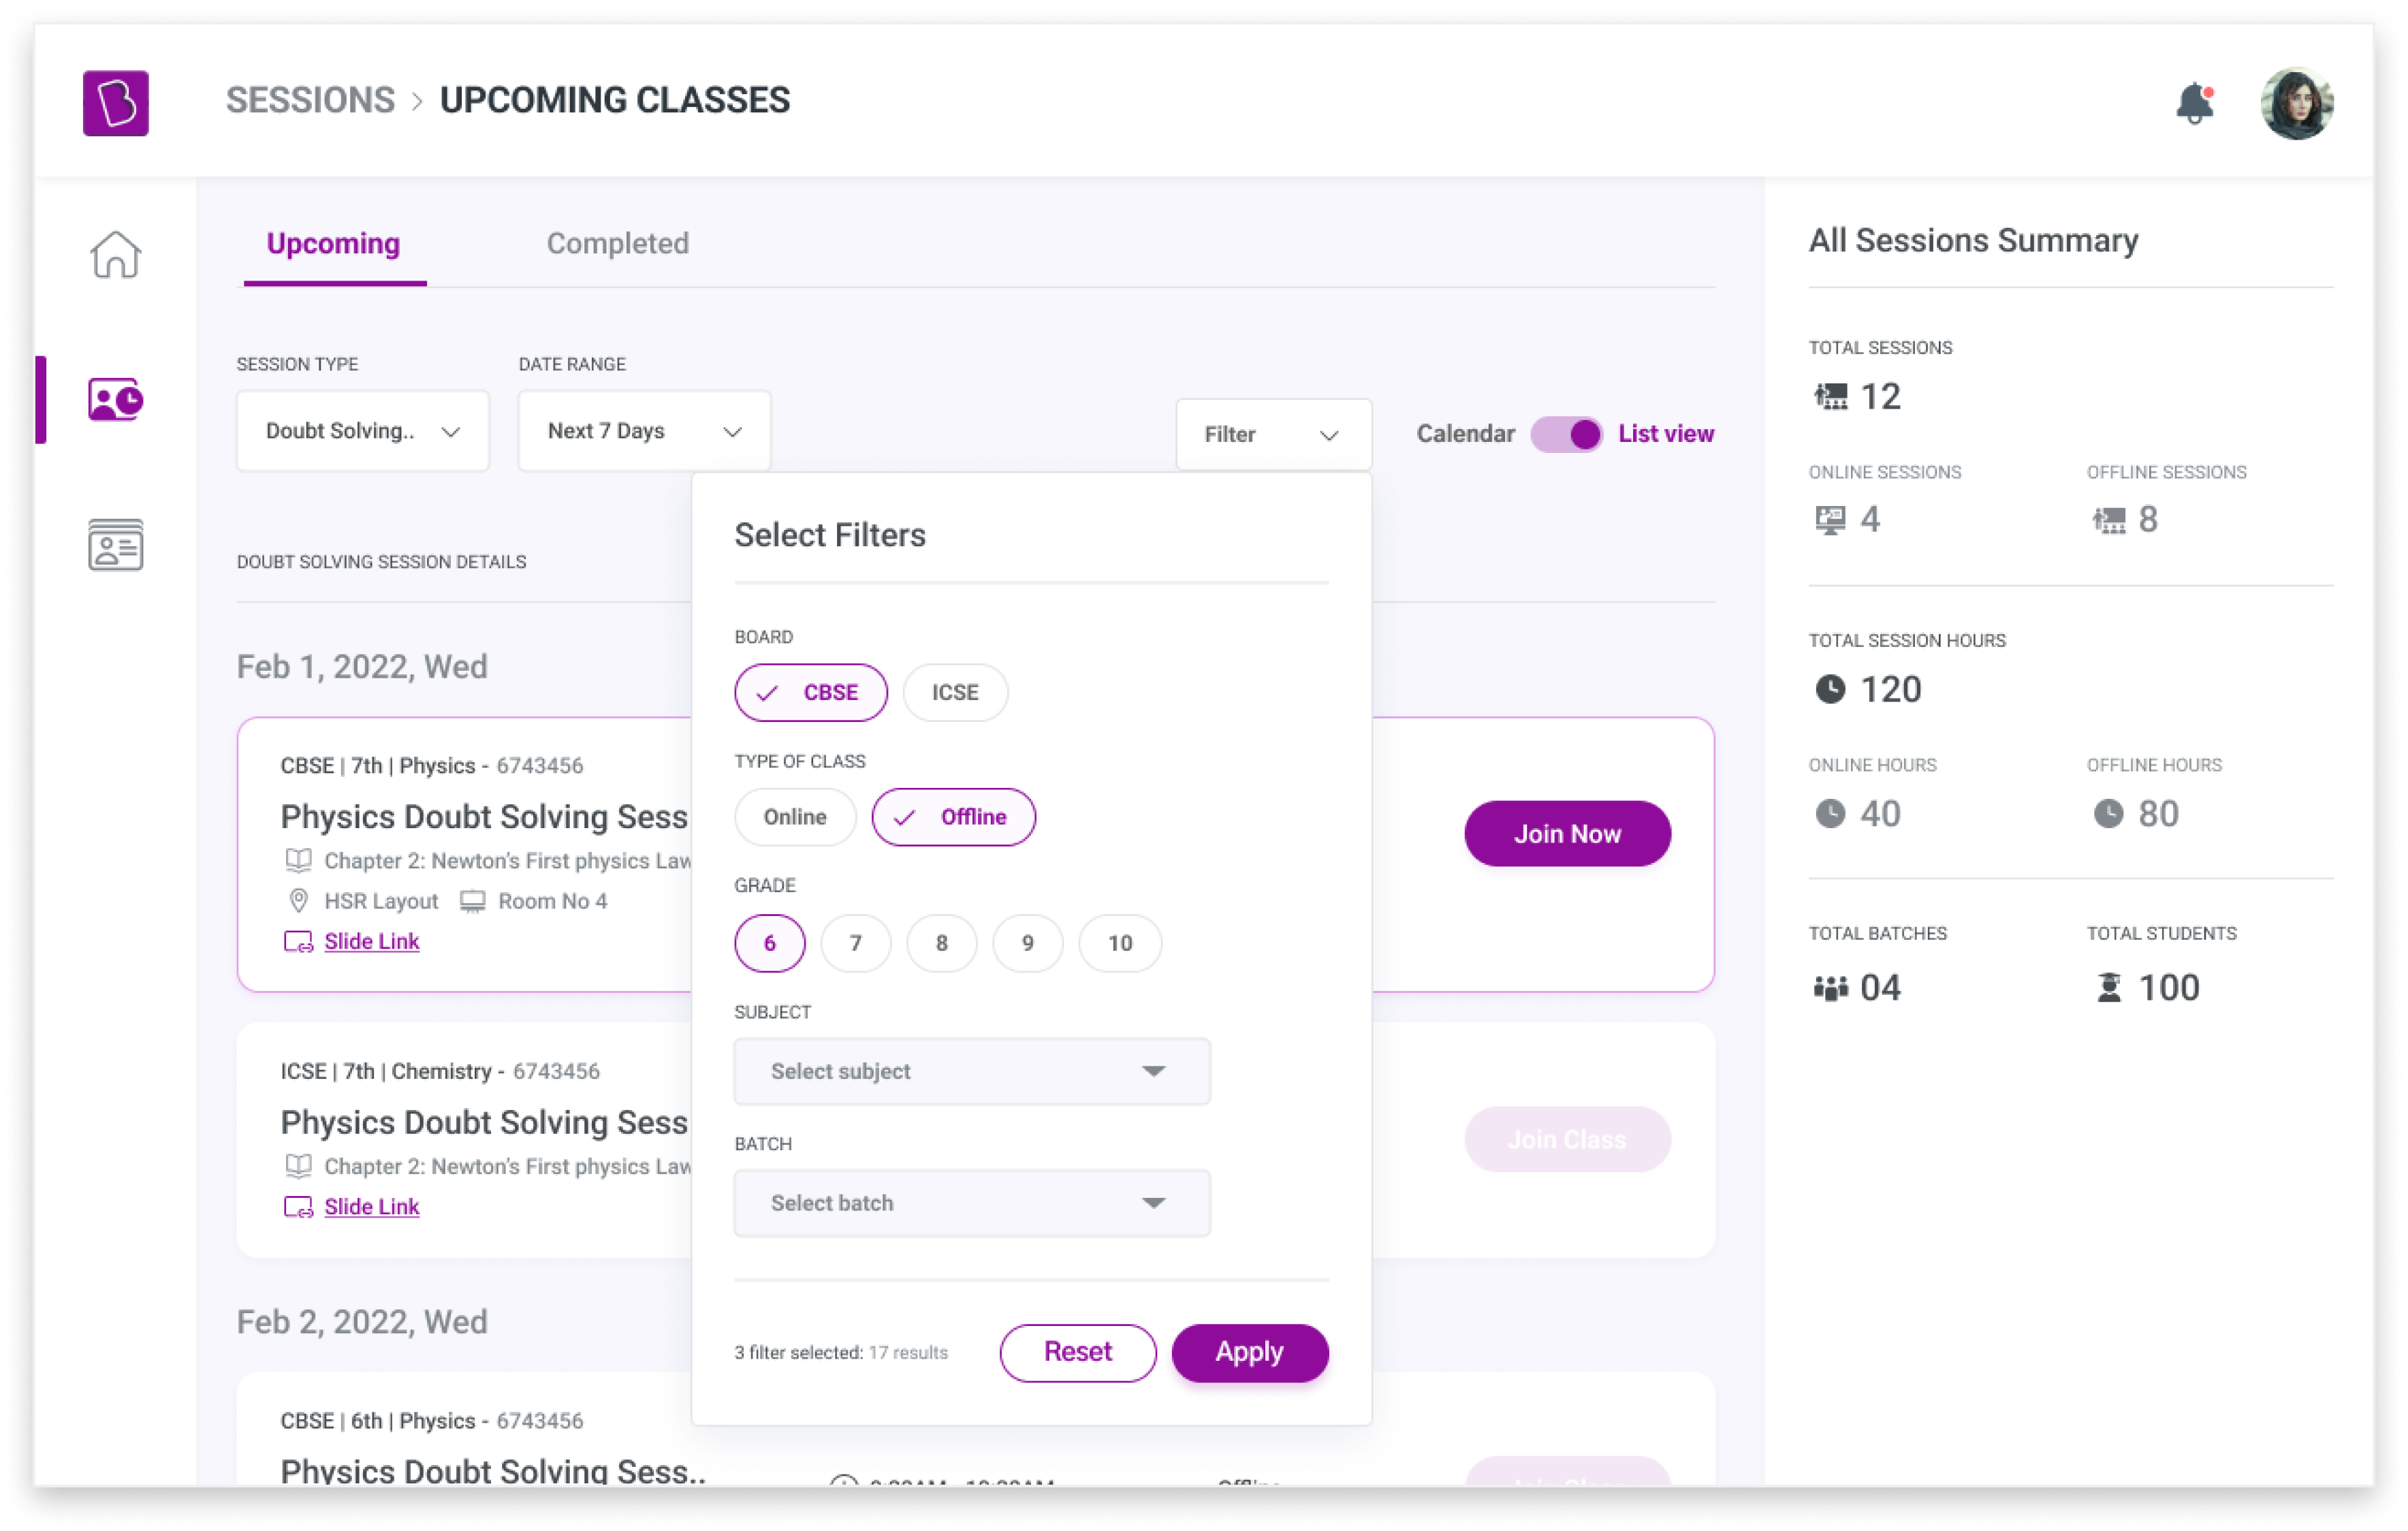 SESSIONS > UPCOMING CLASSES
Upcoming
Completed
SESSION TYPE
DATE RANGE
Doubt Solving..
Next 7 Days
Filter
Calendar
List view
DOUBT SOLVING SESSION DETAILS
Feb 1, 2022, Wed
CBSE | 7th | Physics - 6743456
Physics Doubt Solving Sess
Chapter 2: Newton's First physics Law
HSR Layout
Room No 4
Slide Link
Join Now
ICSE | 7th | Chemistry - 6743456
Physics Doubt Solving Sess
Chapter 2: Newton's First physics Law
Slide Link
Join Class
Feb 2, 2022, Wed
CBSE | 6th | Physics - 6743456
Physics Doubt Solving Sess..
Select Filters
BOARD
CBSE
ICSE
TYPE OF CLASS
Online
Offline
GRADE
6
7
8
9
10
SUBJECT
Select subject
BATCH
Select batch
3 filter selected: 17 results
Reset
Apply
All Sessions Summary
TOTAL SESSIONS
12
ONLINE SESSIONS
4
OFFLINE SESSIONS
8
TOTAL SESSION HOURS
120
ONLINE HOURS
40
OFFLINE HOURS
80
TOTAL BATCHES
04
TOTAL STUDENTS
100